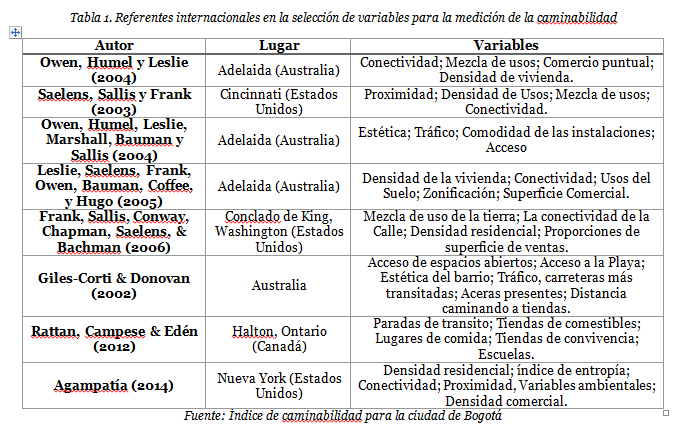 Tabla 1. Referentes internacionales en la selección de variables para la medición de la caminabilidad
Autor Lugar Variables
Owen, Humel y Leslie
(2004)
Adelaida (Australia)
Conectividad; Mezcla de usos; Comercio puntual;
Densidad de vivienda.
Saelens, Sallis y Frank
(2003)
Cincinnati (Estados
Unidos)
Proximidad; Densidad de Usos; Mezcla de usos;
Conectividad.
Owen, Humel, Leslie,
Marshall, Bauman y
Sallis (2004)
Adelaida (Australia)
Estética; Tráfico; Comodidad de las instalaciones;
Acceso
Leslie, Saelens, Frank,
Owen, Bauman, Coffee,
y Hugo (2005)
Adelaida (Australia)
Densidad de la vivienda; Conectividad; Usos del
Suelo; Zonificación; Superficie Comercial.
Frank, Sallis, Conway,
Chapman, Saelens, &
Bachman (2006)
Conclado de King,
Washington (Estados
Unidos)
Mezcla de uso de la tierra; La conectividad de la
Calle; Densidad residencial; Proporciones de
superficie de ventas.
Giles-Corti & Donovan
(2002)
Australia
Acceso de espacios abiertos; Acceso a la Playa;
Estética del barrio; Tráfico, carreteras más
transitadas; Aceras presentes; Distancia
caminando a tiendas.
Rattan, Campese & Edén
(2012)
Halton, Ontario
(Canadá)
Paradas de transito; Tiendas de comestibles;
Lugares de comida; Tiendas de convivencia;
Escuelas.
Agampatía (2014)
Nueva York (Estados
Unidos)
Densidad residencial; índice de entropía;
Conectividad; Proximidad, Variables ambientales;
Densidad comercial.
Fuente: Índice de caminabilidad para la ciudad de Bogotá